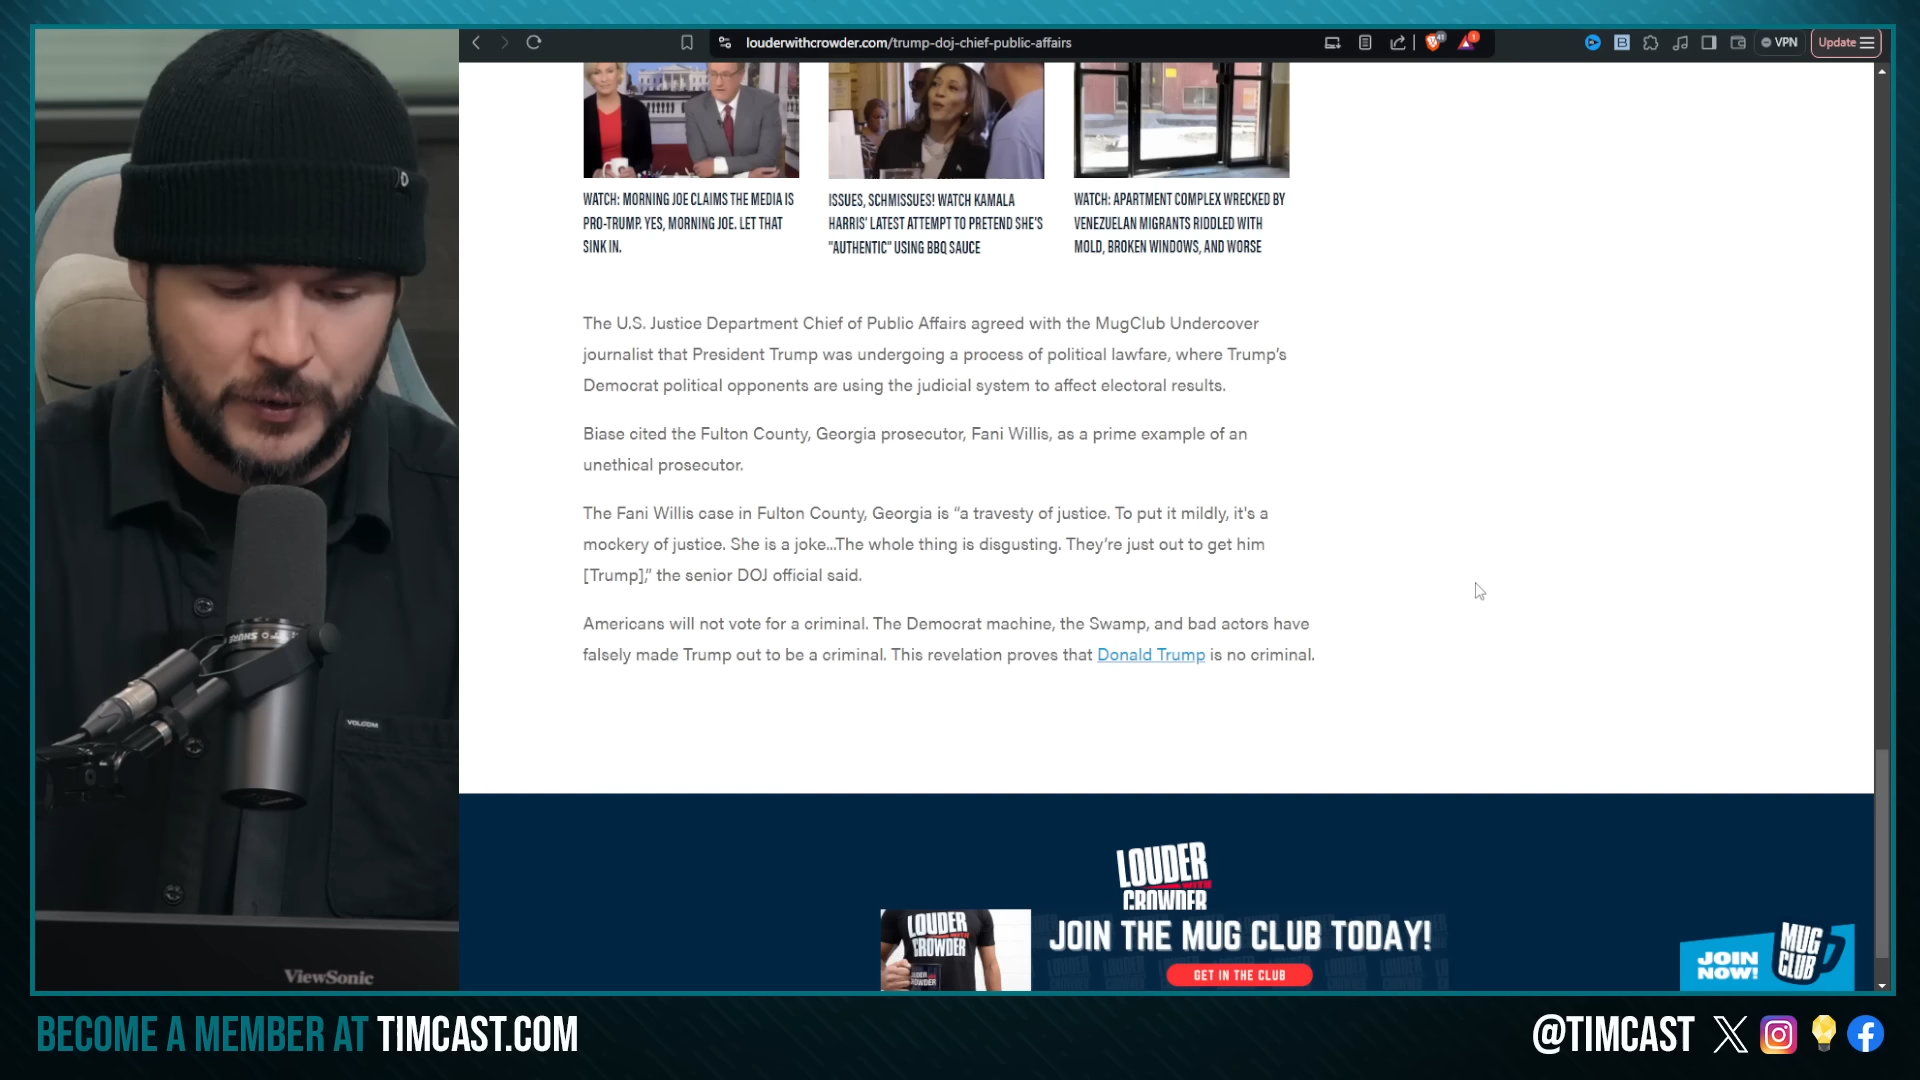 louderwithcrowder.com/trump-doj-chief-public-affairs
VPN
Update
WATCH: MORNING JOE CLAIMS THE MEDIA IS
PRO-TRUMP. YES, MORNING JOE. LET THAT
SINK IN.
ISSUES, SCHMISSUES! WATCH KAMALA
HARRIS' LATEST ATTEMPT TO PRETEND SHE'S
"AUTHENTIC" USING BBQ SAUCE
WATCH: APARTMENT COMPLEX WRECKED BY
VENEZUELAN MIGRANTS RIDDLED WITH
MOLD, BROKEN WINDOWS, AND WORSE
The U.S. Justice Department Chief of Public Affairs agreed with the MugClub Undercover
journalist that President Trump was undergoing a process of political lawfare, where Trump’s
Democrat political opponents are using the judicial system to affect electoral results.
Biase cited the Fulton County, Georgia prosecutor, Fani Willis, as a prime example of an
unethical prosecutor.
The Fani Willis case in Fulton County, Georgia is “a travesty of justice. To put it mildly, it's a
mockery of justice. She is a joke...The whole thing is disgusting. They’re just out to get him
[Trump],” the senior DOJ official said.
Americans will not vote for a criminal. The Democrat machine, the Swamp, and bad actors have
falsely made Trump out to be a criminal. This revelation proves that Donald Trump is no criminal.
LOUDER
WITH
CROWDER
LOUDER
CROWDER
JOIN THE MUG CLUB TODAY!
GET IN THE CLUB
JOIN
NOW!
MUG
CLUB
SHURE
VOLCOM
ViewSonic
BECOME A MEMBER AT TIMCAST.COM
@TIMCAST